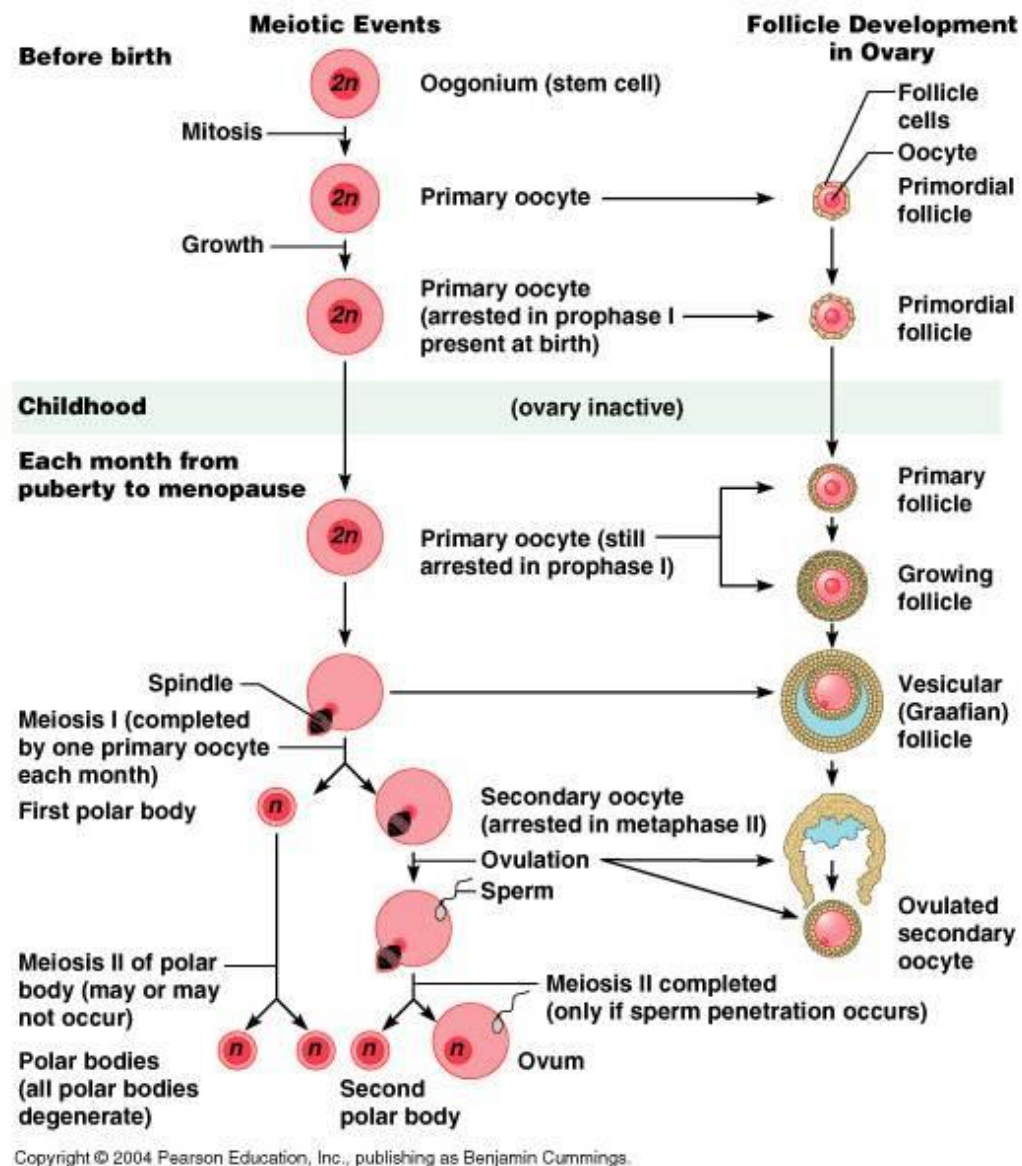 Meiotic Events
Follicle Development
in Ovary
Before birth
2n
Oogonium (stem cell)
Follicle
cells
Mitosis
Oocyte
2n
Primary oocyte
Primordial
follicle
Growth
2n
Primary oocyte
(arrested in prophase I
present at birth)
Primordial
follicle
Childhood
(ovary inactive)
Each month from
puberty to menopause
Primary
follicle
2n
Primary oocyte (still
arrested in prophase I)
Growing
follicle
Spindle
Vesicular
(Graafian)
follicle
Meiosis I (completed
by one primary oocyte
each month)
First polar body
n
Secondary oocyte
(arrested in metaphase II)
Ovulation
Sperm
Ovulated
secondary
oocyte
Meiosis II of polar
body (may or may
not occur)
Meiosis II completed
(only if sperm penetration occurs)
n
n
n
n
Polar bodies
(all polar bodies
degenerate)
Second
polar body
Ovum
Copyright © 2004 Pearson Education, Inc., publishing as Benjamin Cummings.